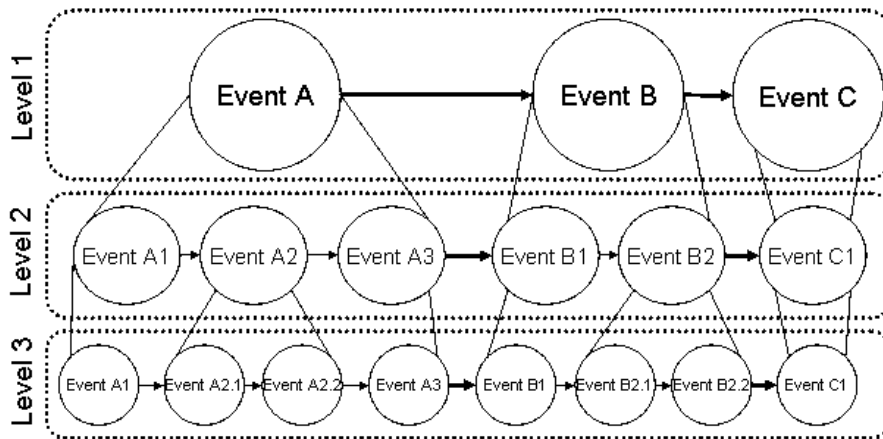 Level 1
Event A
Event B
Event C
Level 2
Event A1
Event A2
Event A3
Event B1
Event B2
Event C1
Level 3
Event A1
Event A2.1
Event A2.2
Event A3
Event B1
Event B2.1
Event B2.2
Event C1